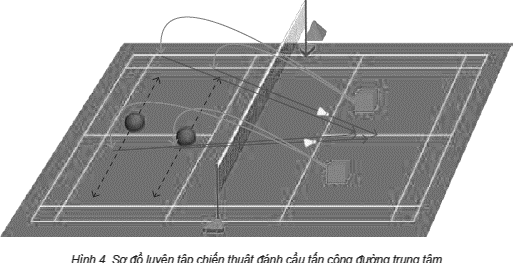 Hình 4. Sơ đồ luyện tập chiến thuật đánh cầu tấn công đường trung tâm